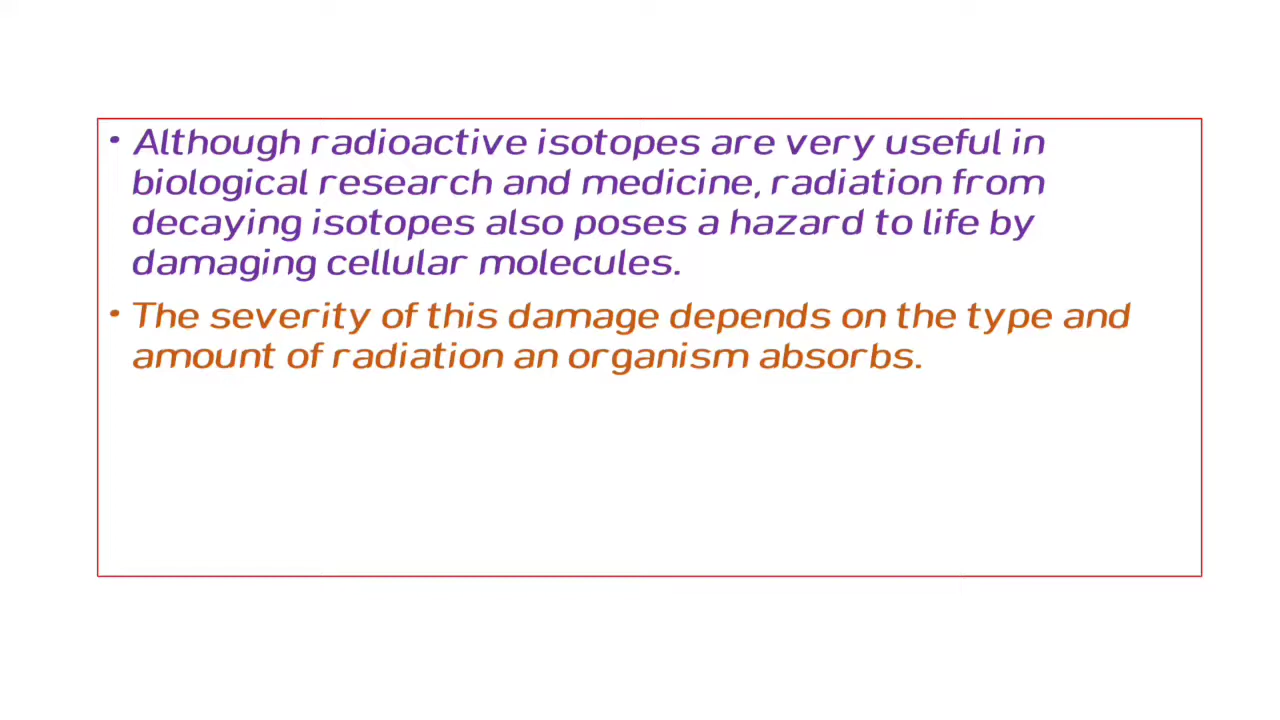 • Although radioactive isotopes are very useful in
biological research and medicine, radiation from
decaying isotopes also poses a hazard to life by
damaging cellular molecules.
• The severity of this damage depends on the type and
amount of radiation an organism absorbs.